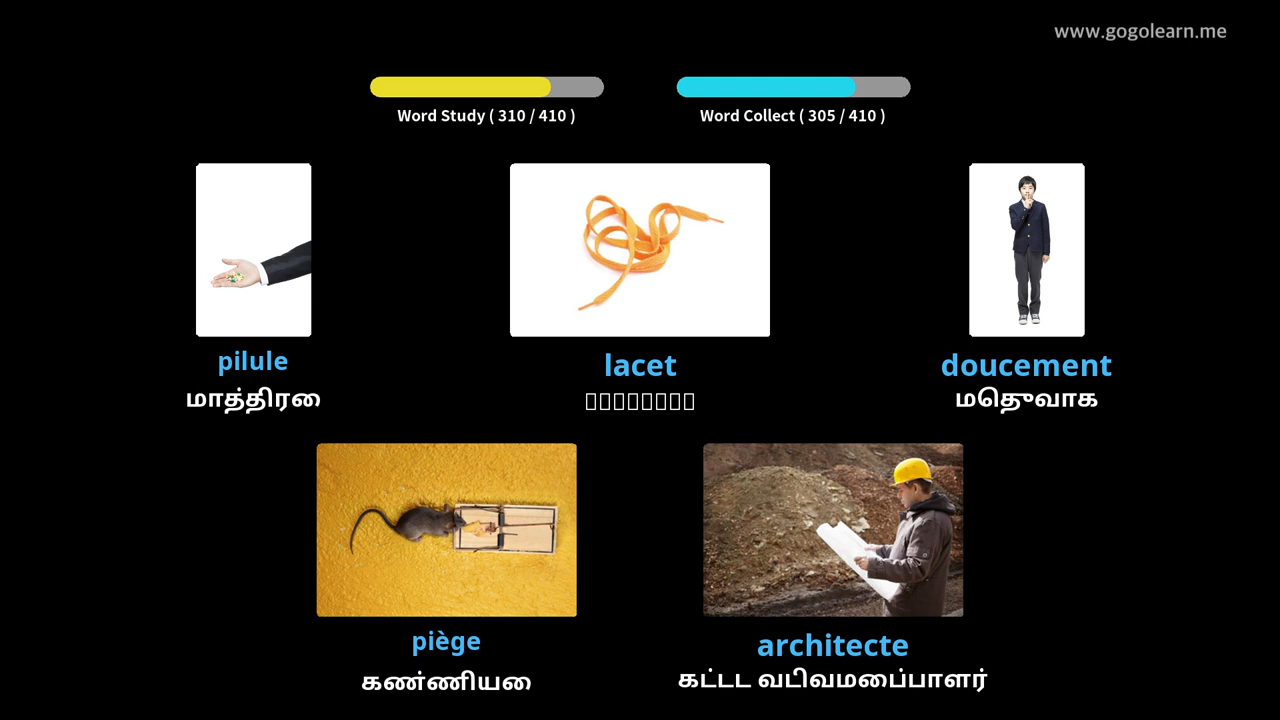 www.gogolearn.me
Word Study ( 310 / 410 )
Word Collect ( 305 / 410 )
pilule
மாத்திரை
lacet
doucement
மெதுவாக
piège
கண்ணியை
architecte
கட்டட வடிவமைப்பாளர்